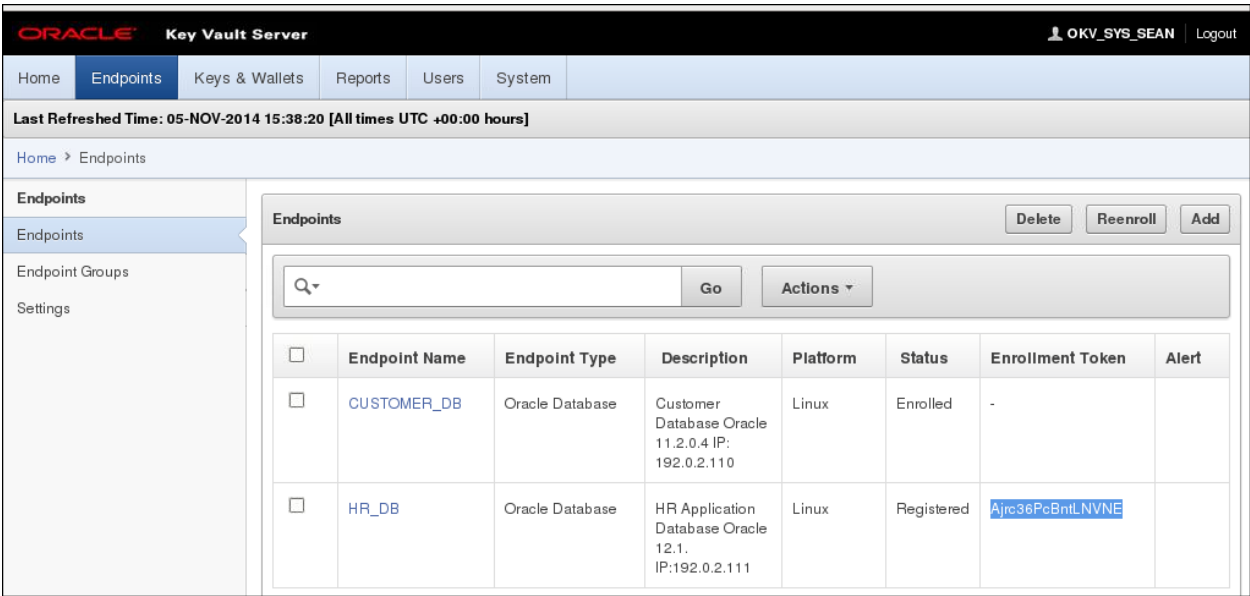 ORACLE Key Vault Server OKV_SYS_SEAN Logout
Home Endpoints Keys & Wallets Reports Users System
Last Refreshed Time: 05-NOV-2014 15:38:20 [All times UTC +00:00 hours]
Home > Endpoints
Endpoints
Endpoints
Endpoint Groups
Settings
Endpoints Delete Reenroll Add
Go Actions
Endpoint Name Endpoint Type Description Platform Status Enrollment Token Alert
CUSTOMER_DB Oracle Database Customer Linux Enrolled -
Database Oracle
11.2.0.4 IP:
192.0.2.110
HR_DB Oracle Database HR Application Linux Registered Ajrc36PcBntLNVNE
Database Oracle
12.1.
IP:192.0.2.111